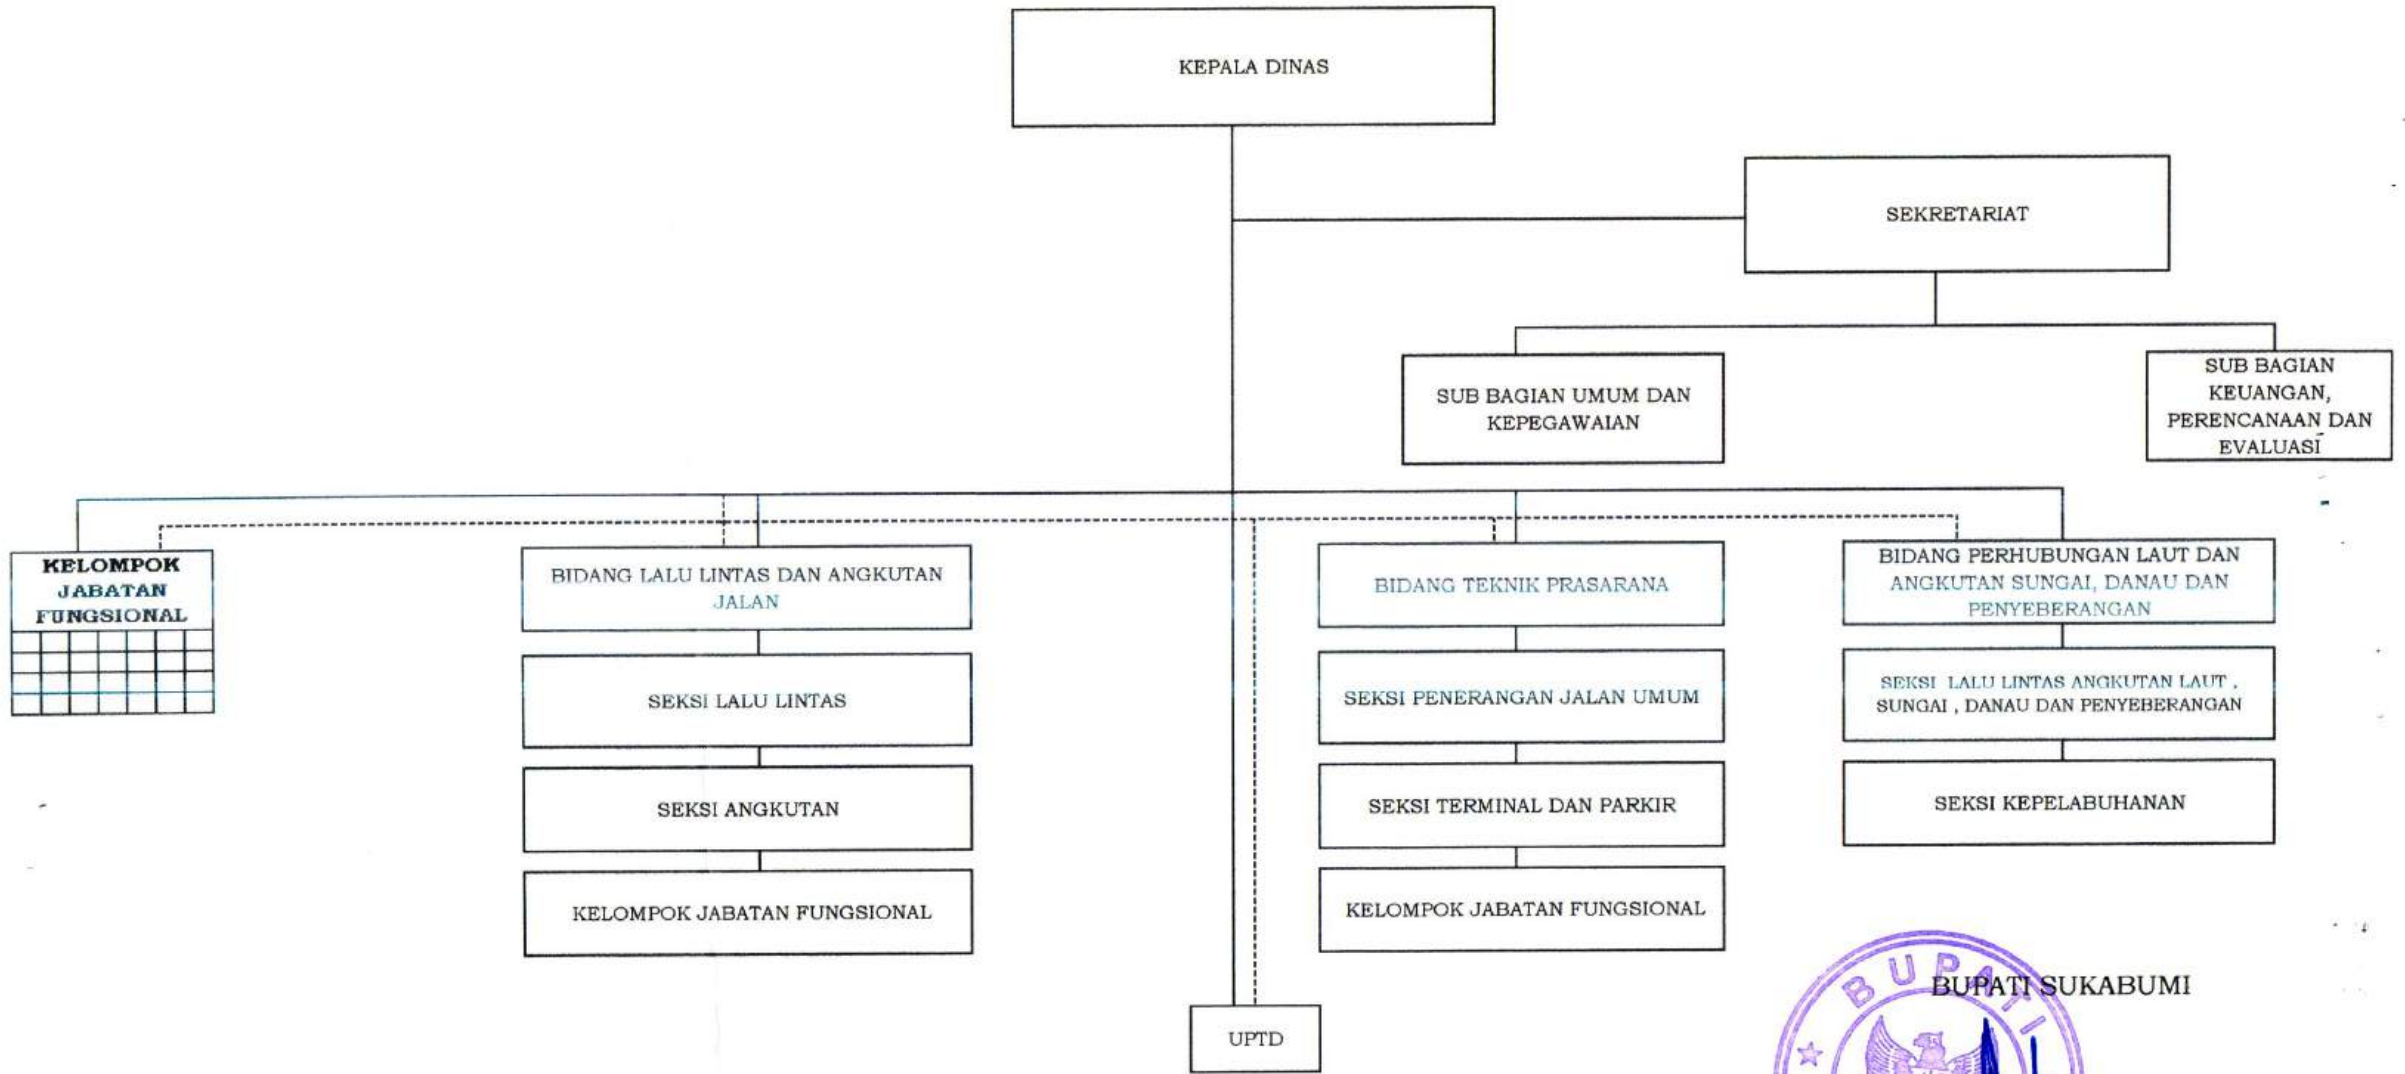 KEPALA DINAS
SEKRETARIAT
SUB BAGIAN UMUM DAN
KEPEGAWAIAN
SUB BAGIAN
KEUANGAN,
PERENCANAAN DAN
EVALUASI
KELOMPOK
JABATAN
FUNGSIONAL
BIDANG LALU LINTAS DAN ANGKUTAN
JALAN
SEKSI LALU LINTAS
SEKSI ANGKUTAN
KELOMPOK JABATAN FUNGSIONAL
BIDANG TEKNIK PRASARANA
SEKSI PENERANGAN JALAN UMUM
SEKSI TERMINAL DAN PARKIR
KELOMPOK JABATAN FUNGSIONAL
BIDANG PERHUBUNGAN LAUT DAN
ANGKUTAN SUNGAI, DANAU DAN
PENYEBERANGAN
SEKSI LALU LINTAS ANGKUTAN LAUT ,
SUNGAI , DANAU DAN PENYEBERANGAN
SEKSI KEPELABUHANAN
UPTD
BUPATI SUKABUMI
BUPATI